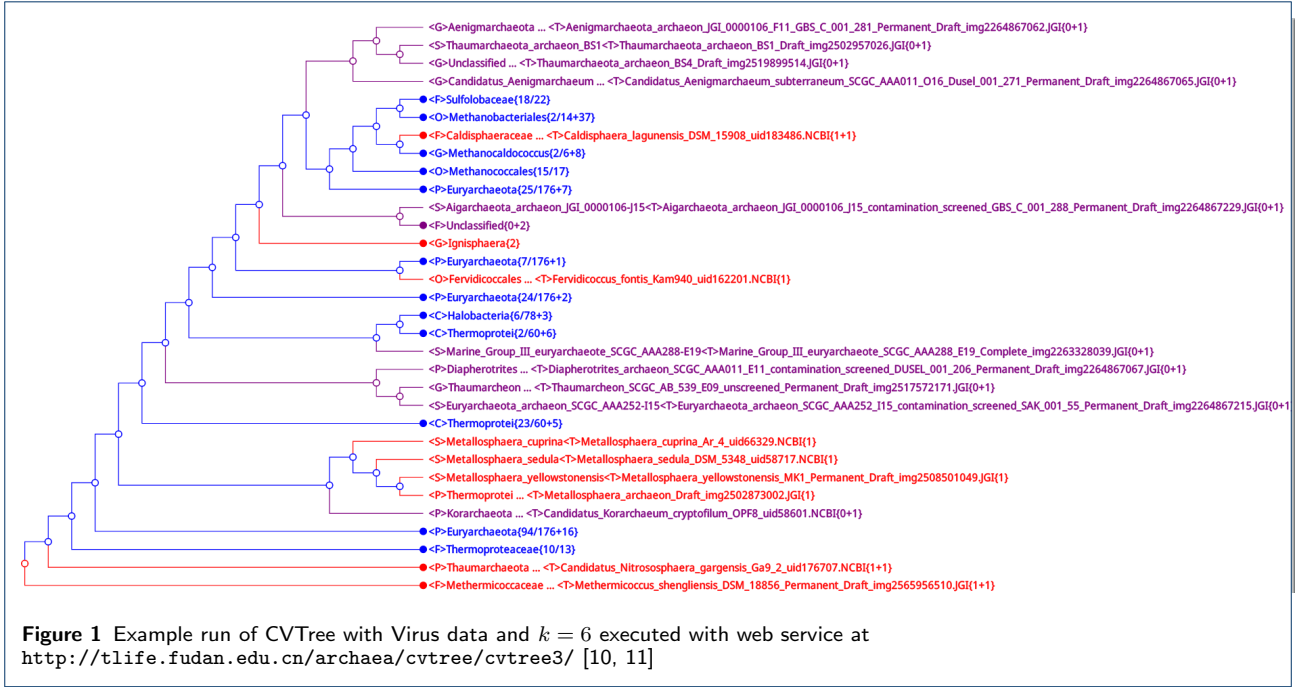 <G>Aenigmarchaeota ... <T>Aenigmarchaeota_archaeon_JGI_0000106_F11_GBS_C_001_281_Permanent_Draft_img2264867062.JGI{0+1}
<S>Thaumarchaeota_archaeon_BS1<T>Thaumarchaeota_archaeon_BS1_Draft_img2502957026.JGI{0+1}
<G>Unclassified ... <T>Thaumarchaeota_archaeon_BS4_Draft_img2519899514.JGI{0+1}
<G>Candidatus_Aenigmarchaeum ... <T>Candidatus_Aenigmarchaeum_subterraneum_SCGC_AAA011_O16_Dusel_001_271_Permanent_Draft_img2264867065.JGI{0+1}
<F>Sulfolobaceae{18/22}
<O>Methanobacteriales{2/14+37}
<F>Caldisphaeraceae ... <T>Caldisphaera_lagunensis_DSM_15908_uid183486.NCBI{1+1}
<G>Methanocaldococcus{2/6+8}
<O>Methanococcales{15/17}
<P>Euryarchaeota{25/176+7}
<S>Aigarchaeota_archaeon_JGI_0000106-J15<T>Aigarchaeota_archaeon_JGI_0000106_J15_contamination_screened_GBS_C_001_288_Permanent_Draft_img2264867229.JGI{0+1}
<F>Unclassified{0+2}
<G>Ignisphaera{2}
<P>Euryarchaeota{7/176+1}
<O>Fervidicoccales ... <T>Fervidicoccus_fontis_Kam940_uid162201.NCBI{1}
<P>Euryarchaeota{24/176+2}
<C>Halobacteria{6/78+3}
<C>Thermoprotei{2/60+6}
<S>Marine_Group_III_euryarchaeote_SCGC_AAA288-E19<T>Marine_Group_III_euryarchaeote_SCGC_AAA288_E19_Complete_img2263328039.JGI{0+1}
<P>Diapherotrites ... <T>Diapherotrites_archaeon_SCGC_AAA011_E11_contamination_screened_DUSEL_001_206_Permanent_Draft_img2264867067.JGI{0+1}
<G>Thaumarcheon ... <T>Thaumarcheon_SCGC_AB_539_E09_unscreened_Permanent_Draft_img2517572171.JGI{0+1}
<S>Euryarchaeota_archaeon_SCGC_AAA252-I15<T>Euryarchaeota_archaeon_SCGC_AAA252_I15_contamination_screened_SAK_001_55_Permanent_Draft_img2264867215.JGI{0+1
<C>Thermoprotei{23/60+5}
<S>Metallosphaera_cuprina<T>Metallosphaera_cuprina_Ar_4_uid66329.NCBI{1}
<S>Metallosphaera_sedula<T>Metallosphaera_sedula_DSM_5348_uid58717.NCBI{1}
<S>Metallosphaera_yellowstonensis<T>Metallosphaera_yellowstonensis_MK1_Permanent_Draft_img2508501049.JGI{1}
<P>Thermoprotei ... <T>Metallosphaera_archaeon_Draft_img2502873002.JGI{1}
<P>Korarchaeota ... <T>Candidatus_Korarchaeum_cryptofilum_OPF8_uid58601.NCBI{0+1}
<P>Euryarchaeota{94/176+16}
<F>Thermoproteaceae{10/13}
<P>Thaumarchaeota ... <T>Candidatus_Nitrososphaera_gargensis_Ga9_2_uid176707.NCBI{1+1}
<F>Methermicoccaceae ... <T>Methermicoccus_shengliensis_DSM_18856_Permanent_Draft_img2565956510.JGI{1+1}
Figure 1 Example run of CVTree with Virus data and k = 6 executed with web service at
http://tlife.fudan.edu.cn/archaea/cvtree/cvtree3/ [10, 11]